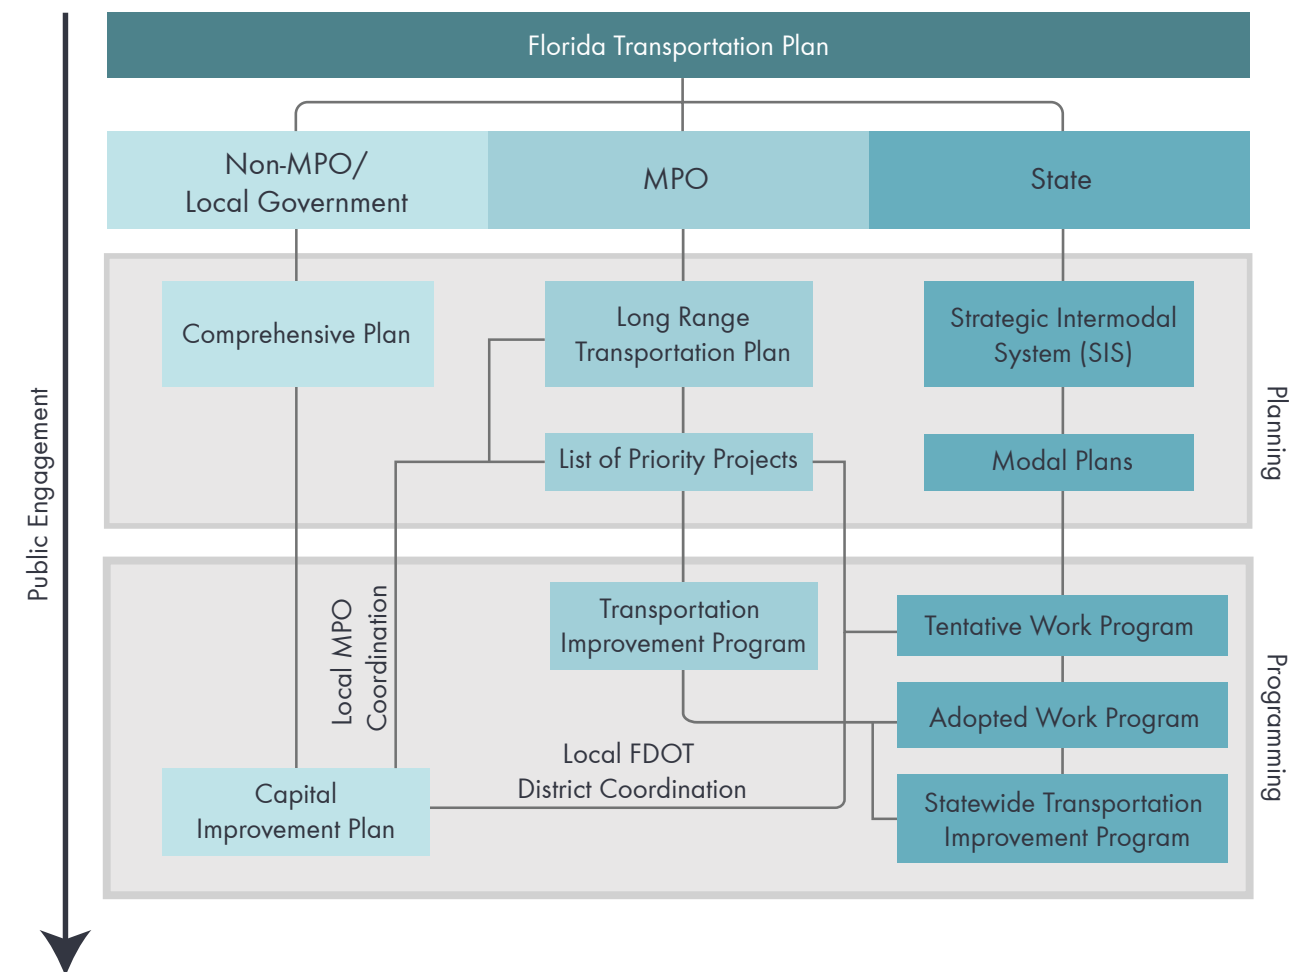 Florida Transportation Plan
Non-MPO/
Local Government
MPO
State
Public Engagement
Planning
Comprehensive Plan
Long Range
Transportation Plan
Strategic Intermodal
System (SIS)
List of Priority Projects
Modal Plans
Programming
Local MPO
Coordination
Transportation
Improvement Program
Tentative Work Program
Adopted Work Program
Local FDOT
District Coordination
Capital
Improvement Plan
Statewide Transportation
Improvement Program